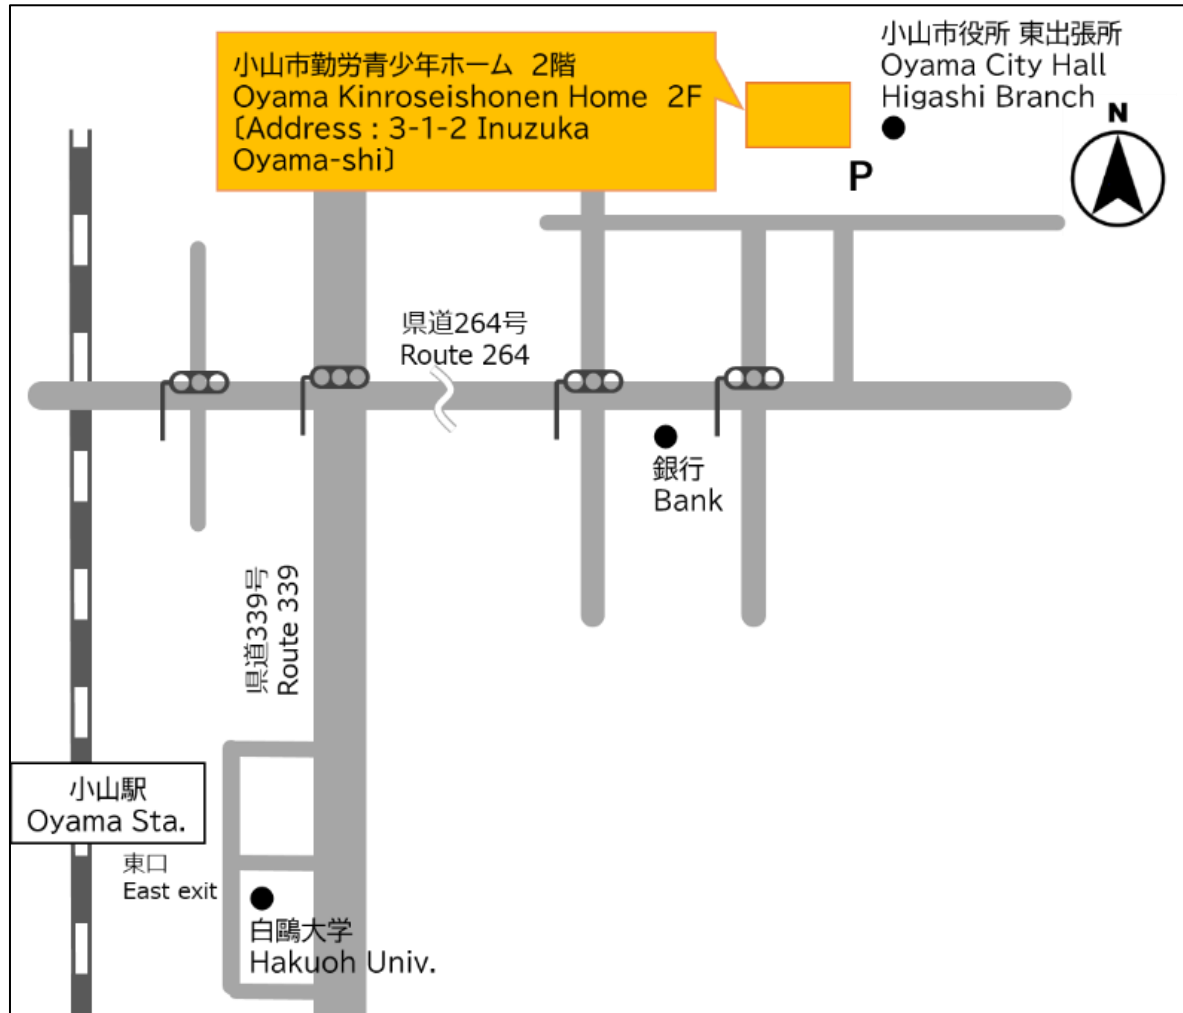 小山市勤労青少年ホーム 2階
Oyama Kinroseishonen Home 2F
〔Address : 3-1-2 Inuzuka
Oyama-shi〕
小山市役所 東出張所
Oyama City Hall
Higashi Branch
N
P
県道264号
Route 264
銀行
Bank
県道339号
Route 339
小山駅
Oyama Sta.
東口
East exit
白鷗大学
Hakuoh Univ.